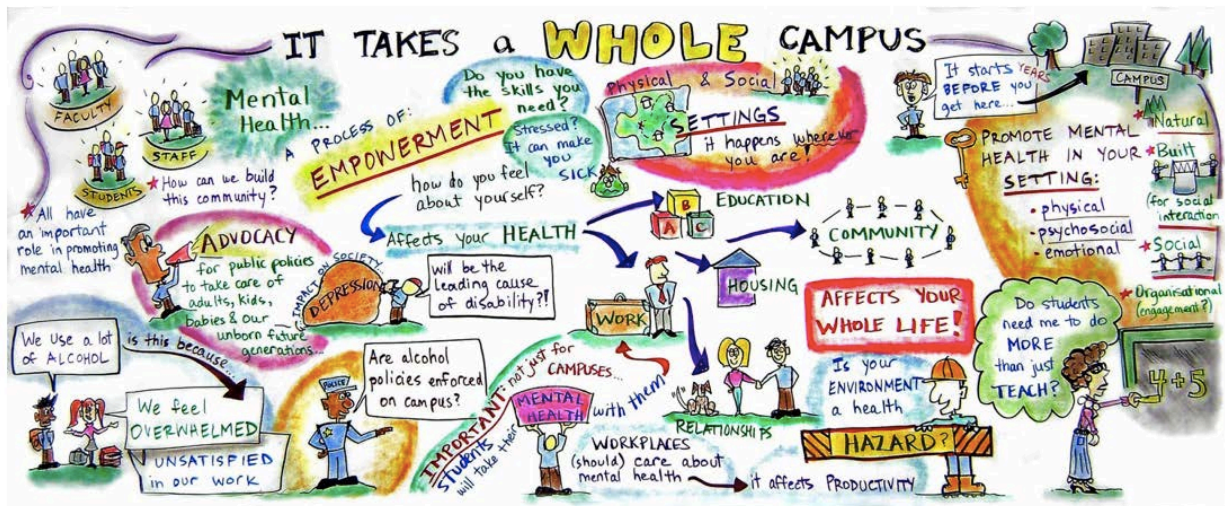 IT TAKES a WHOLE CAMPUS
FACULTY
STAFF
STUDENTS
Mental
Health...
★ How can we build
this community?
★ All have
an important
role in promoting
mental health
A PROCESS OF:
EMPOWERMENT
Do you have
the skills you
need?
Stressed?
It can make
you
SICK
how do you feel
about yourself?
Affects your HEALTH
Physical & Social
SETTINGS
it happens wherever
you are!
It starts YEARS
BEFORE you
get here...
CAMPUS
PROMOTE MENTAL
HEALTH IN YOUR
SETTING:
• physical
• psychosocial
• emotional
★ Natural
★ Built
(for social
interaction
★ Social
★ Organisational
(engagement?)
ADVOCACY
for public policies
to take care of
adults, kids,
babies & our
unborn future
generations...
IMPACT ON SOCIETY...
DEPRESSION
will be the
leading cause
of disability?!
B
A C
EDUCATION
COMMUNITY
HOUSING
WORK
RELATIONSHIPS
AFFECTS YOUR
WHOLE LIFE!
We use a lot
of ALCOHOL
is this because...
We feel
OVERWHELMED
UNSATISFIED
in our work
POLICE
Are alcohol
policies enforced
on campus?
IMPORTANT: not just for
CAMPUSES...
students
will take their
MENTAL
HEALTH
with them
WORKPLACES
(should) care about
mental health
it affects PRODUCTIVITY
Is your
ENVIRONMENT
a health
HAZARD?
Do students
need me to do
MORE
than just
TEACH?
4+5